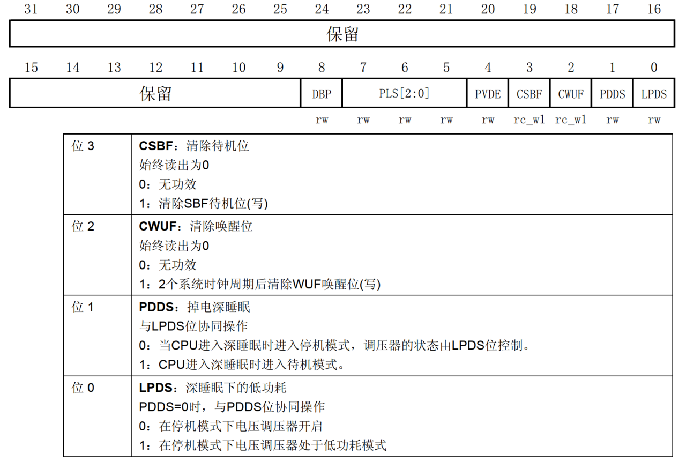 31 30 29 28 27 26 25 24 23 22 21 20 19 18 17 16
保留
15 14 13 12 11 10 9 8 7 6 5 4 3 2 1 0
保留 DBP PLS[2:0] PVDE CSBF CWUF PDDS LPDS
rw rw rw rw rw rc_w1 rc_w1 rw rw
位 3 CSBF：清除待机位
始终读出为0
0：无功效
1：清除SBF待机位(写)
位 2 CWUF：清除唤醒位
始终读出为0
0：无功效
1：2个系统时钟周期后清除WUF唤醒位(写)
位 1 PDDS：掉电深睡眠
与LPDS位协同操作
0：当CPU进入深睡眠时进入停机模式，调压器的状态由LPDS位控制。
1：CPU进入深睡眠时进入待机模式。
位 0 LPDS：深睡眠下的低功耗
PDDS=0时，与PDDS位协同操作
0：在停机模式下电压调压器开启
1：在停机模式下电压调压器处于低功耗模式